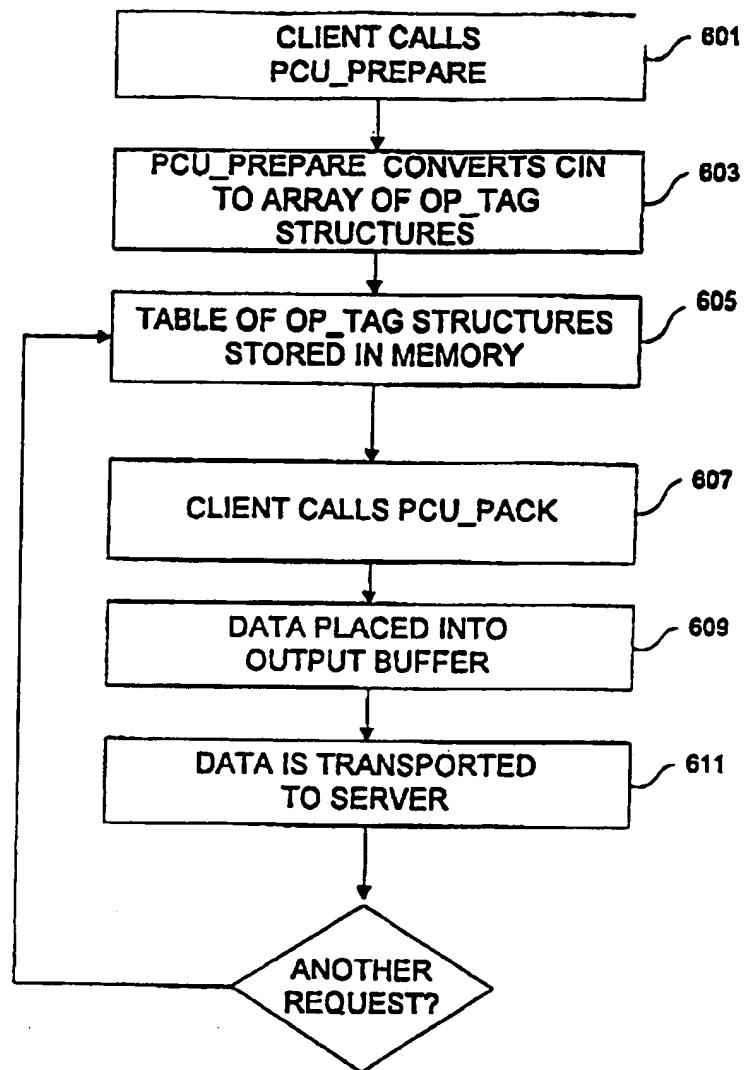 CLIENT CALLS
PCU_PREPARE
601
PCU_PREPARE CONVERTS CIN
TO ARRAY OF OP_TAG
STRUCTURES
603
TABLE OF OP_TAG STRUCTURES
STORED IN MEMORY
605
CLIENT CALLS PCU_PACK
607
DATA PLACED INTO
OUTPUT BUFFER
609
DATA IS TRANSPORTED
TO SERVER
611
ANOTHER
REQUEST?